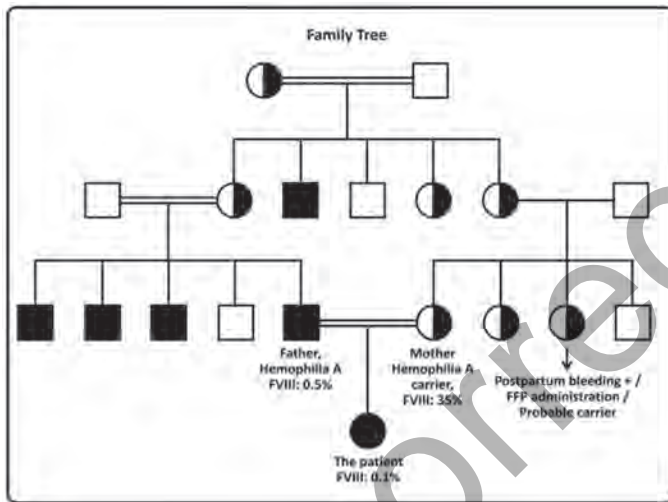 Family Tree
Father,
Hemophilia A
FVIII: 0.5%
Mother
Hemophilia A
carrier,
FVIII: 35%
Postpartum bleeding + /
FFP administration /
Probable carrier
The patient
FVIII: 0.1%
orrec